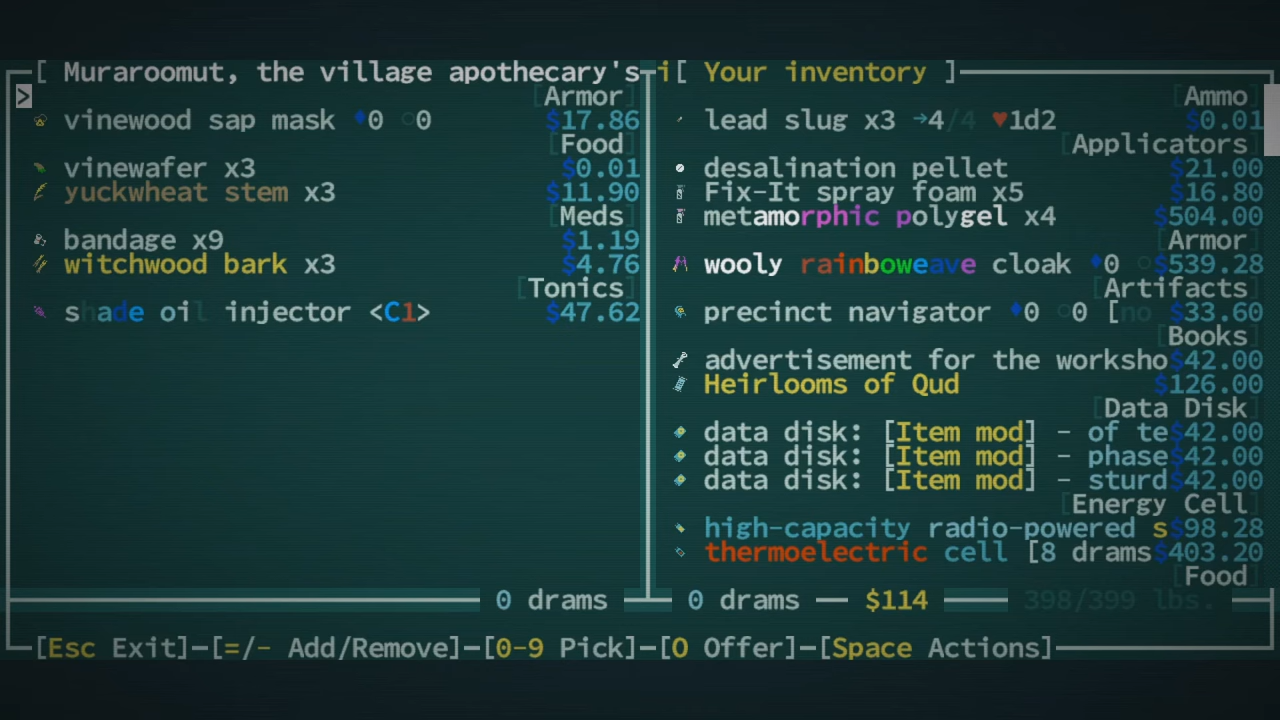 [ Muraroomut, the village apothecary's i[ Your inventory ]
>
[Armor]
vinewood sap mask ♦0 ○0 $17.86
[Food]
vinewafer x3 $0.01
yuckwheat stem x3 $11.90
[Meds]
bandage x9 $1.19
witchwood bark x3 $4.76
[Tonics]
shade oil injector <C1> $47.62
0 drams
[Ammo]
lead slug x3 →4/4 ♥1d2 $0.01
[Applicators]
desalination pellet $21.00
Fix-It spray foam x5 $16.80
metamorphic polygel x4 $504.00
[Armor]
wooly rainboweave cloak ♦0 ○$539.28
[Artifacts]
precinct navigator ♦0 ○0 [no $33.60
[Books]
advertisement for the worksho$42.00
Heirlooms of Qud $126.00
[Data Disk]
data disk: [Item mod] - of te$42.00
data disk: [Item mod] - phase$42.00
data disk: [Item mod] - sturd$42.00
[Energy Cell]
high-capacity radio-powered s$98.28
thermoelectric cell [8 drams$403.20
[Food]
0 drams — $114 398/399 lbs.
[Esc Exit]-[=/- Add/Remove]-[0-9 Pick]-[O Offer]-[Space Actions]